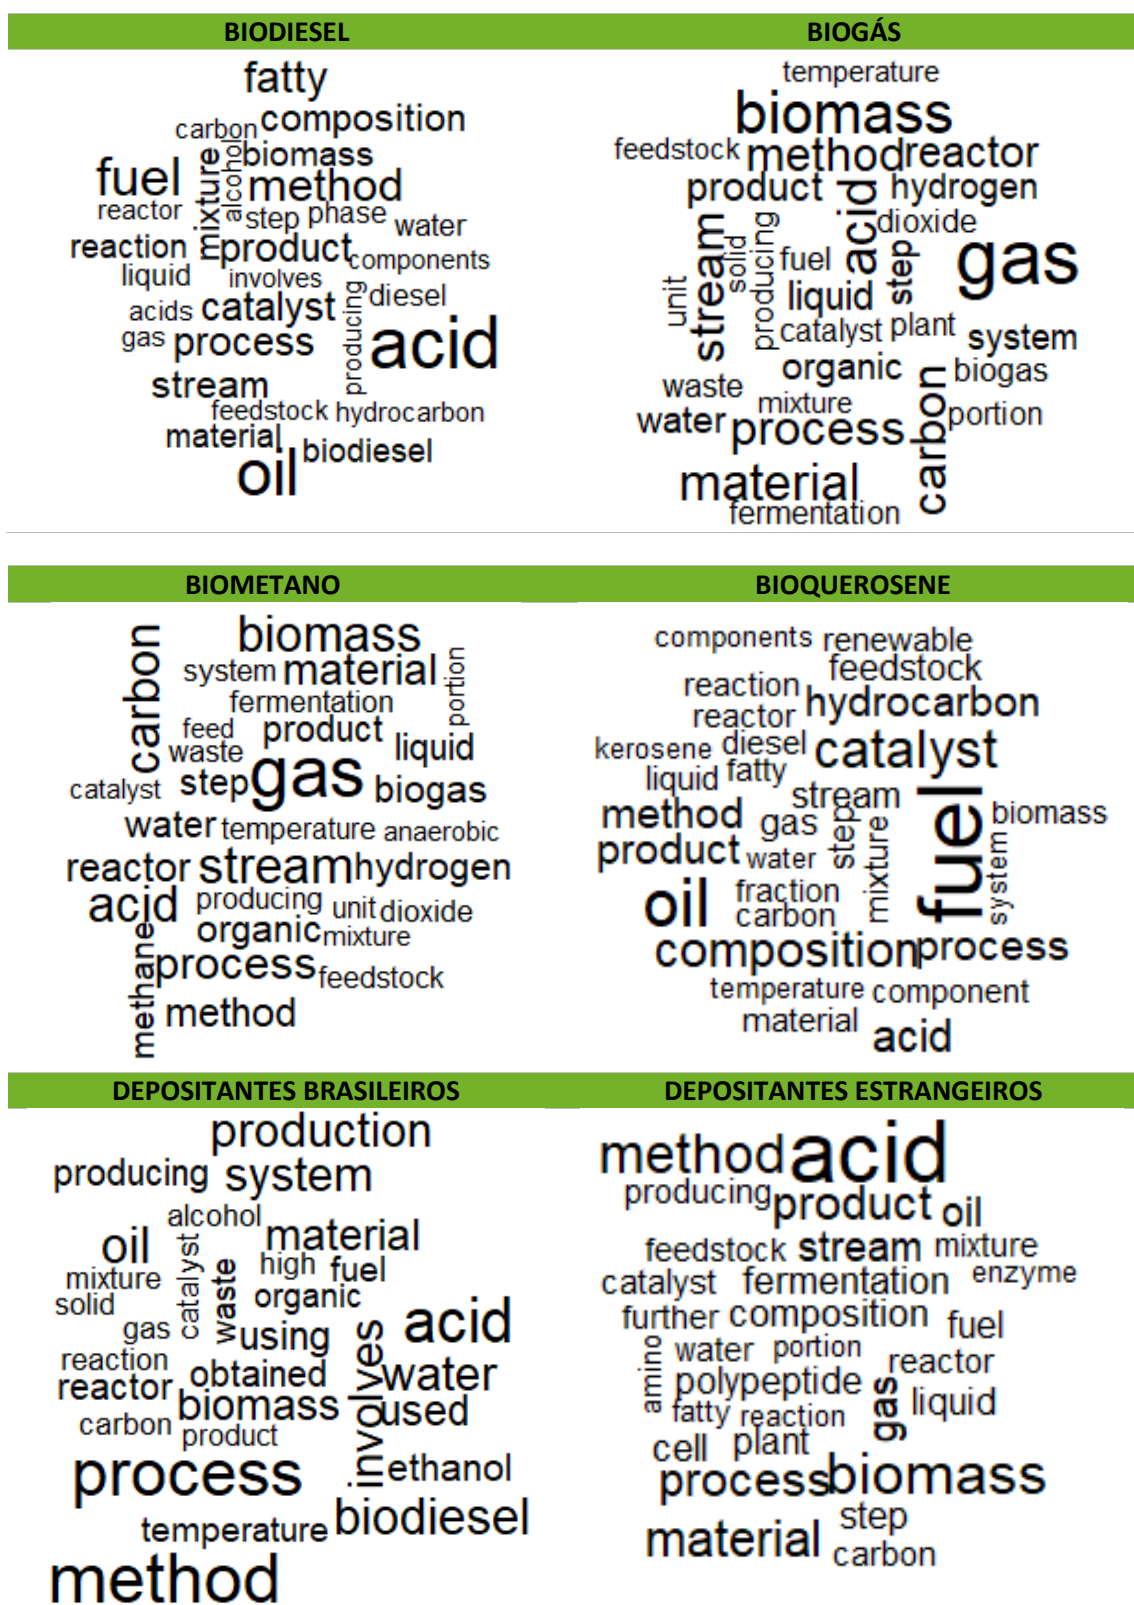 BIODIESEL
fatty
carbon composition
mixture alcohol biomass
fuel method
reactor step phase water
reaction product components
liquid involves
acids catalyst producing diesel
gas process acid
stream
feedstock hydrocarbon
material biodiesel
oil
BIOGÁS
temperature
biomass
feedstock method reactor
product acid hydrogen
dioxide
stream solid producing fuel step gas
unit liquid
catalyst plant system
organic biogas
waste carbon
mixture portion
water process
material
fermentation
BIOMETANO
carbon biomass
system material portion
fermentation
feed product
waste liquid
catalyst step gas biogas
water temperature anaerobic
reactor stream hydrogen
acid producing unit dioxide
organic mixture
methane process feedstock
method
BIOQUEROSENE
components renewable
feedstock
reaction hydrocarbon
reactor
kerosene diesel catalyst
liquid fatty
stream fuel
method gas step mixture biomass
product water system
oil fraction
carbon
composition process
temperature component
material acid
DEPOSITANTES BRASILEIROS
production
producing system
alcohol
oil catalyst material
mixture waste high fuel
solid organic
gas using involves acid
reaction obtained water
reactor biomass used
carbon product
process ethanol
temperature biodiesel
method
DEPOSITANTES ESTRANGEIROS
method acid
producing product oil
feedstock stream mixture
catalyst fermentation enzyme
further composition fuel
amino water portion reactor
polypeptide gas liquid
fatty reaction
cell plant
process biomass
material step
carbon